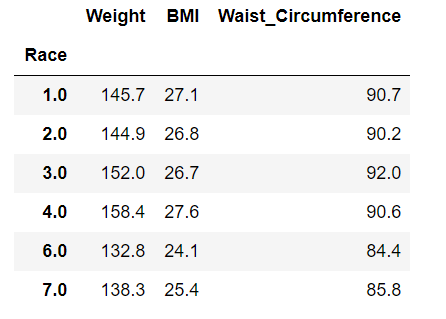 Weight BMI Waist_Circumference
Race
1.0 145.7 27.1 90.7
2.0 144.9 26.8 90.2
3.0 152.0 26.7 92.0
4.0 158.4 27.6 90.6
6.0 132.8 24.1 84.4
7.0 138.3 25.4 85.8